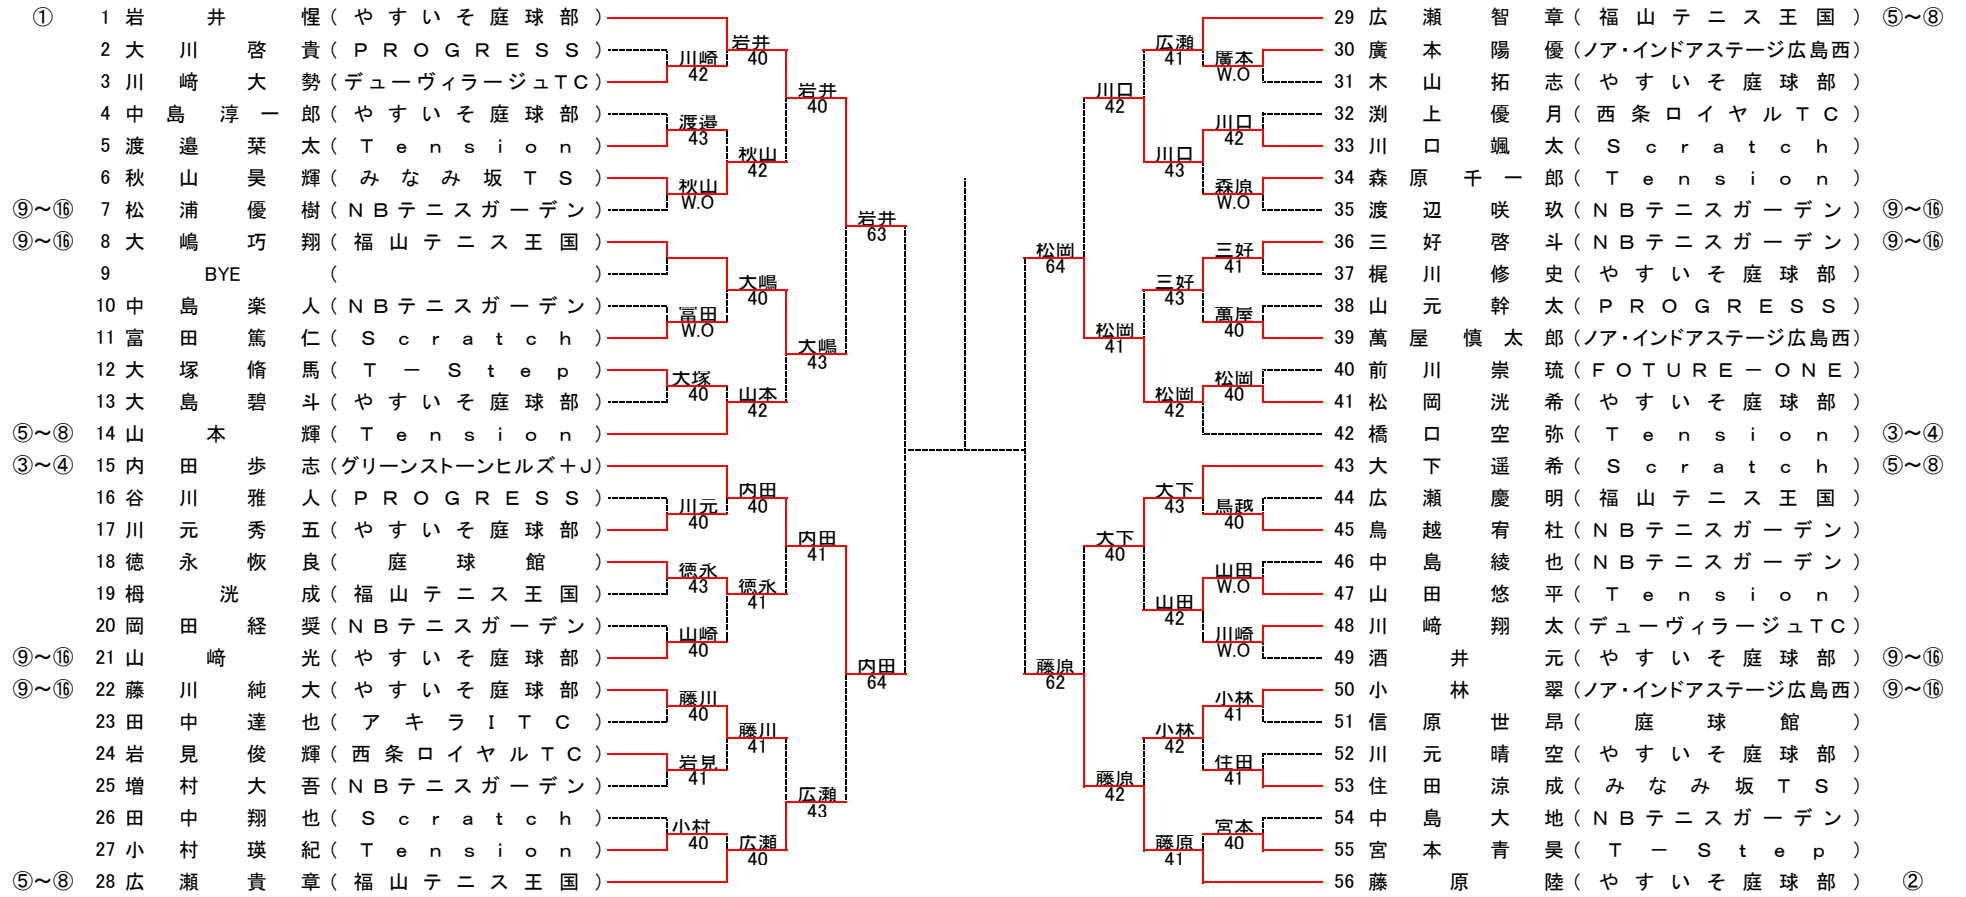 ① 1 岩井惺(やすいそ庭球部)
2 大川啓貴(PROGRESS)
3 川﨑大勢(デューヴィラージュTC)
4 中島淳一郎(やすいそ庭球部)
5 渡邉栞太(Tension)
6 秋山昊輝(みなみ坂TS)
⑨～⑯ 7 松浦優樹(NBテニスガーデン)
⑨～⑯ 8 大嶋巧翔(福山テニス王国)
9 BYE ( )
10 中島楽人(NBテニスガーデン)
11 富田篤仁(Scratch)
12 大塚脩馬(T－Step)
13 大島碧斗(やすいそ庭球部)
⑤～⑧ 14 山本輝(Tension)
③～④ 15 内田歩志(グリーンストーンヒルズ＋J)
16 谷川雅人(PROGRESS)
17 川元秀五(やすいそ庭球部)
18 徳永恢良(庭球館)
19 栂洸成(福山テニス王国)
20 岡田経奨(NBテニスガーデン)
⑨～⑯ 21 山﨑光(やすいそ庭球部)
⑨～⑯ 22 藤川純大(やすいそ庭球部)
23 田中達也(アキラITC)
24 岩見俊輝(西条ロイヤルTC)
25 増村大吾(NBテニスガーデン)
26 田中翔也(Scratch)
27 小村瑛紀(Tension)
⑤～⑧ 28 広瀬貴章(福山テニス王国)
川崎
42
渡邉
43
秋山
W.O
冨田
W.O
大塚
40
川元
40
徳永
43
山崎
40
藤川
40
岩見
41
小村
40
岩井
40
秋山
42
大嶋
40
山本
42
内田
40
徳永
41
藤川
41
広瀬
40
岩井
40
大嶋
43
内田
41
広瀬
43
岩井
63
内田
64
松岡
64
藤原
62
川口
42
松岡
41
大下
40
藤原
42
広瀬
41
川口
43
三好
43
松岡
42
大下
43
山田
42
小林
42
藤原
41
廣本
W.O
川口
42
森原
W.O
三好
41
萬屋
40
松岡
40
鳥越
40
山田
W.O
川崎
W.O
小林
41
住田
41
宮本
40
29 広瀬智章(福山テニス王国) ⑤～⑧
30 廣本陽優(ノア・インドアステージ広島西)
31 木山拓志(やすいそ庭球部)
32 渕上優月(西条ロイヤルTC)
33 川口颯太(Scratch)
34 森原千一郎(Tension)
35 渡辺咲玖(NBテニスガーデン) ⑨～⑯
36 三好啓斗(NBテニスガーデン) ⑨～⑯
37 梶川修史(やすいそ庭球部)
38 山元幹太(PROGRESS)
39 萬屋慎太郎(ノア・インドアステージ広島西)
40 前川崇琉(FOTURE－ONE)
41 松岡洸希(やすいそ庭球部)
42 橋口空弥(Tension) ③～④
43 大下遥希(Scratch) ⑤～⑧
44 広瀬慶明(福山テニス王国)
45 鳥越宥杜(NBテニスガーデン)
46 中島綾也(NBテニスガーデン)
47 山田悠平(Tension)
48 川﨑翔太(デューヴィラージュTC)
49 酒井元(やすいそ庭球部) ⑨～⑯
50 小林翠(ノア・インドアステージ広島西) ⑨～⑯
51 信原世昂(庭球館)
52 川元晴空(やすいそ庭球部)
53 住田涼成(みなみ坂TS)
54 中島大地(NBテニスガーデン)
55 宮本青昊(T－Step)
56 藤原陸(やすいそ庭球部) ②